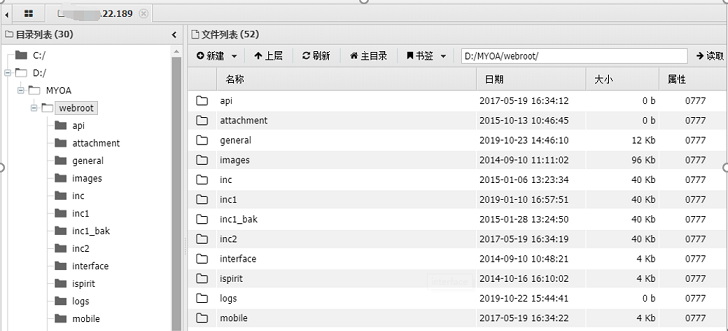 .22.189
目录列表 (30)
C:/
D:/
MYOA
webroot
api
attachment
general
images
inc
inc1
inc1_bak
inc2
interface
ispirit
logs
mobile
文件列表 (52)
新建 上层 刷新 主目录 书签 D:/MYOA/webroot/ 读取
名称 日期 大小 属性
api 2017-05-19 16:34:12 0 b 0777
attachment 2015-10-13 10:46:45 0 b 0777
general 2019-10-23 14:46:10 12 Kb 0777
images 2014-09-10 11:11:02 96 Kb 0777
inc 2015-01-06 13:23:34 40 Kb 0777
inc1 2019-01-10 16:57:51 40 Kb 0777
inc1_bak 2015-01-28 13:24:50 40 Kb 0777
inc2 2017-05-19 16:34:19 40 Kb 0777
interface 2014-09-10 10:48:21 4 Kb 0777
ispirit 2014-10-16 16:10:02 4 Kb 0777
logs 2019-10-22 15:44:41 0 b 0777
mobile 2017-05-19 16:34:22 4 Kb 0777